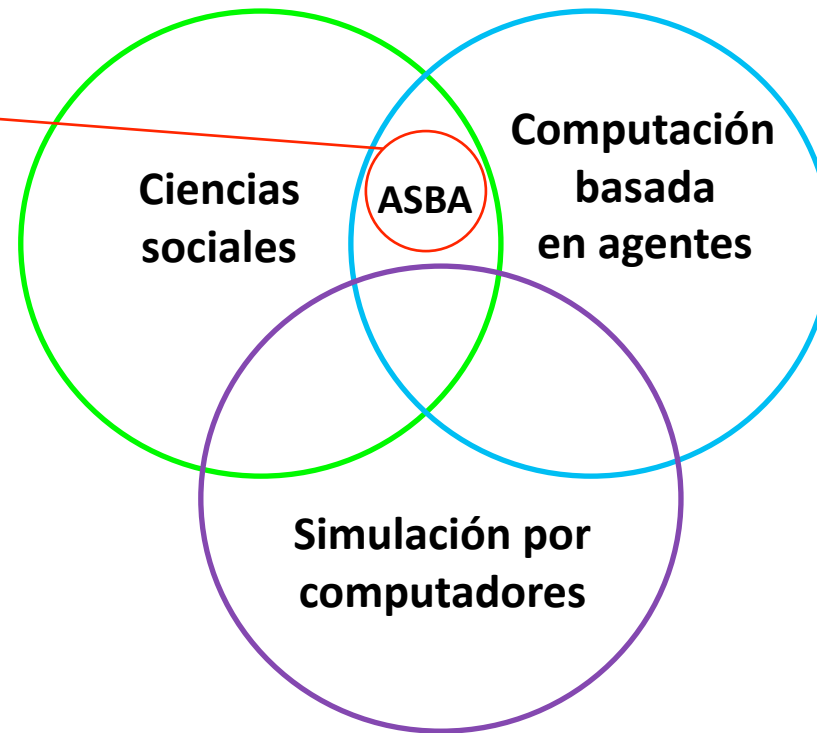 Ciencias
sociales
ASBA
Computación
basada
en agentes
Simulación por
computadores